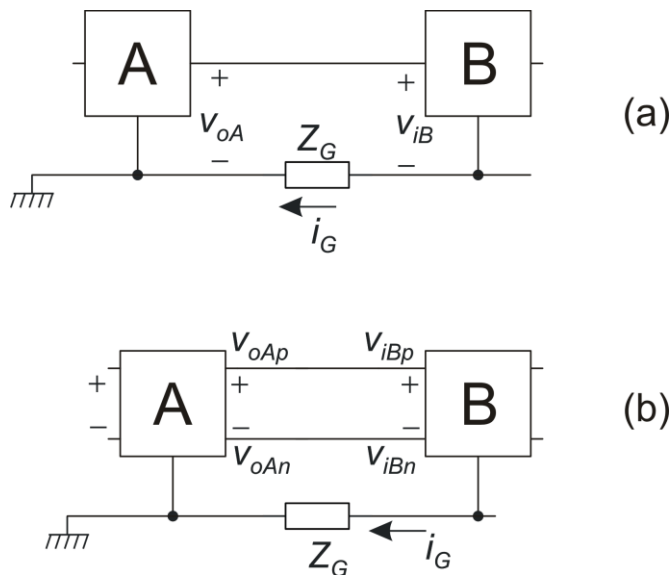 A B
+ +
v_oA v_iB (a)
− Z_G −
i_G
v_oAp v_iBp
+ A + + B (b)
− − −
v_oAn v_iBn
Z_G i_G